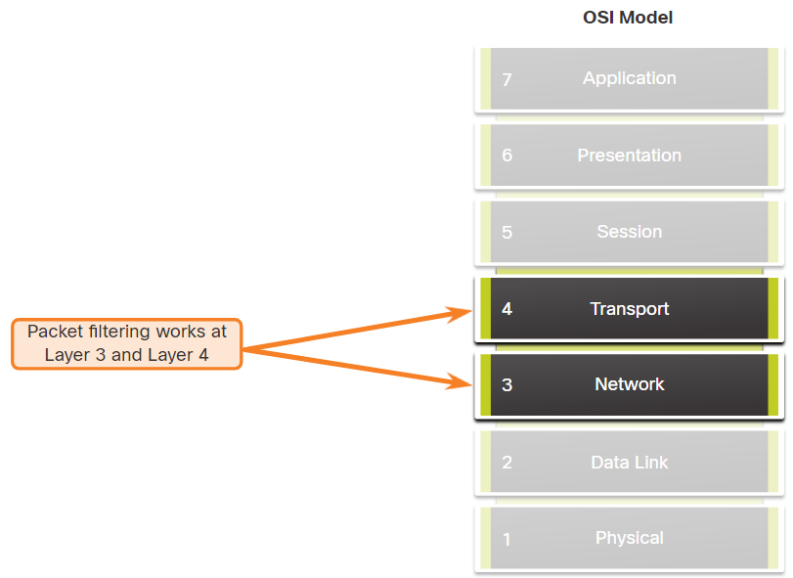 OSI Model
7 Application
6 Presentation
5 Session
4 Transport
Packet filtering works at
Layer 3 and Layer 4
3 Network
2 Data Link
1 Physical